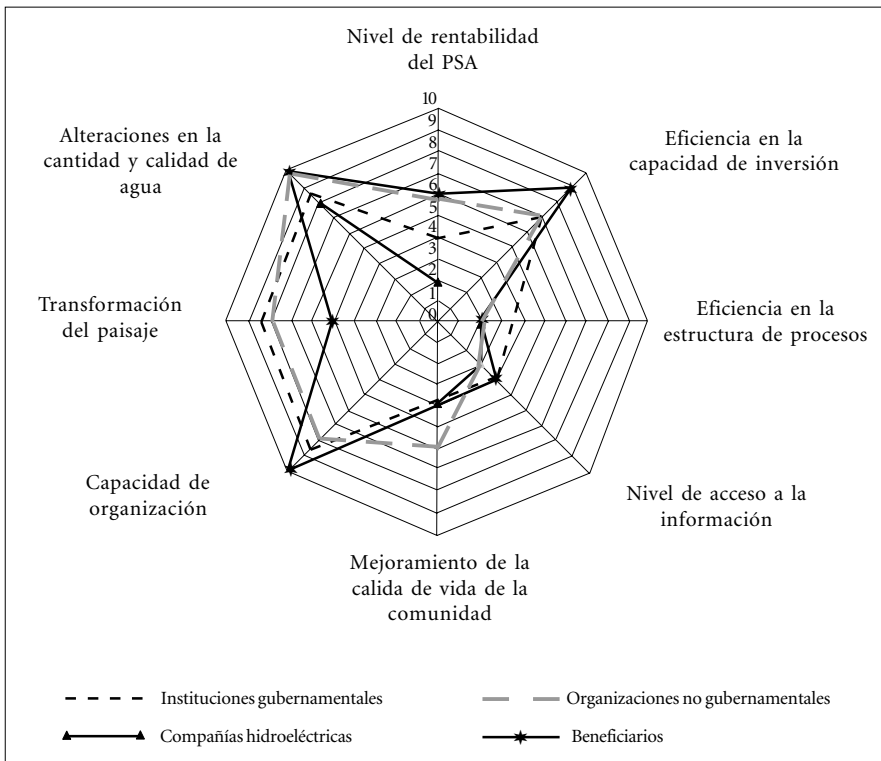 Nivel de rentabilidad
del PSA
Eficiencia en la
capacidad de inversión
Eficiencia en la
estructura de procesos
Nivel de acceso a la
información
Mejoramiento de la
calida de vida de la
comunidad
Capacidad de
organización
Transformación
del paisaje
Alteraciones en la
cantidad y calidad de
agua
10
9
8
7
6
5
4
3
2
1
0
Instituciones gubernamentales
Organizaciones no gubernamentales
Compañías hidroeléctricas
Beneficiarios